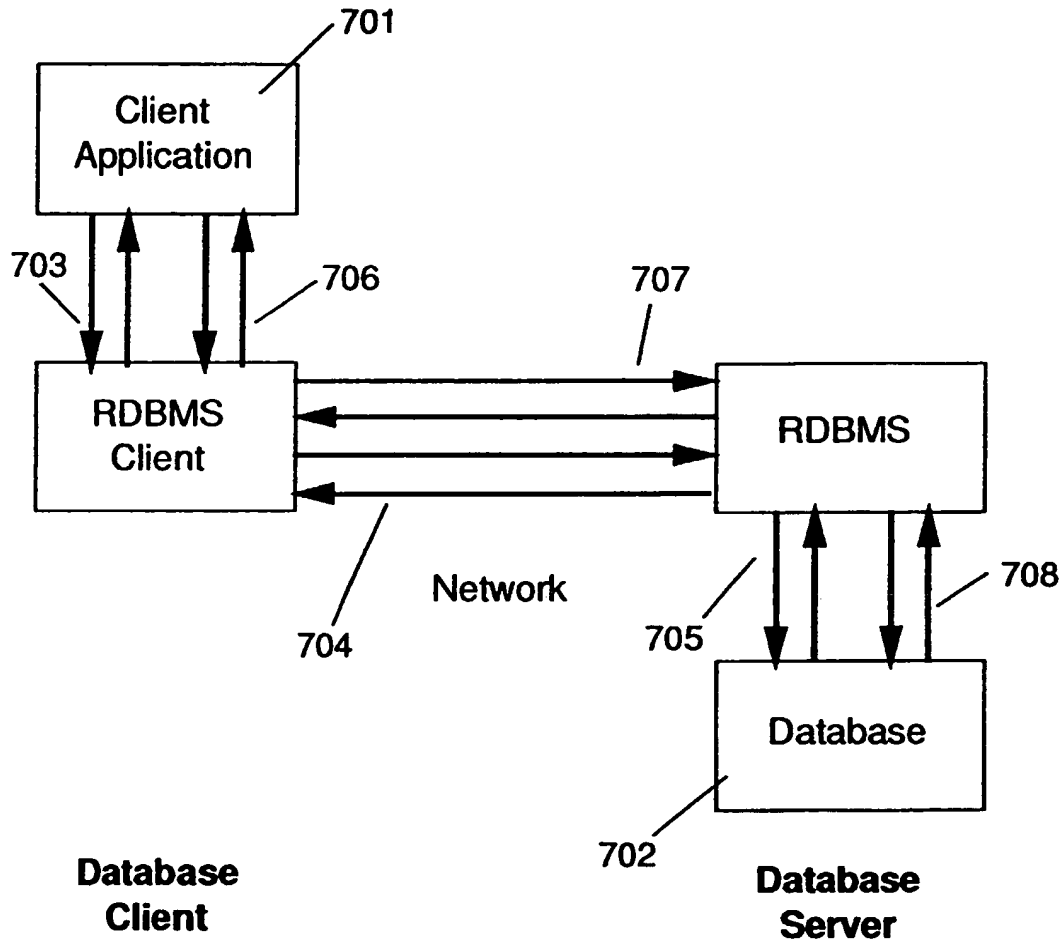 701
Client
Application
703
706
707
RDBMS
Client
RDBMS
Network
704
705
708
Database
702
Database
Client
Database
Server